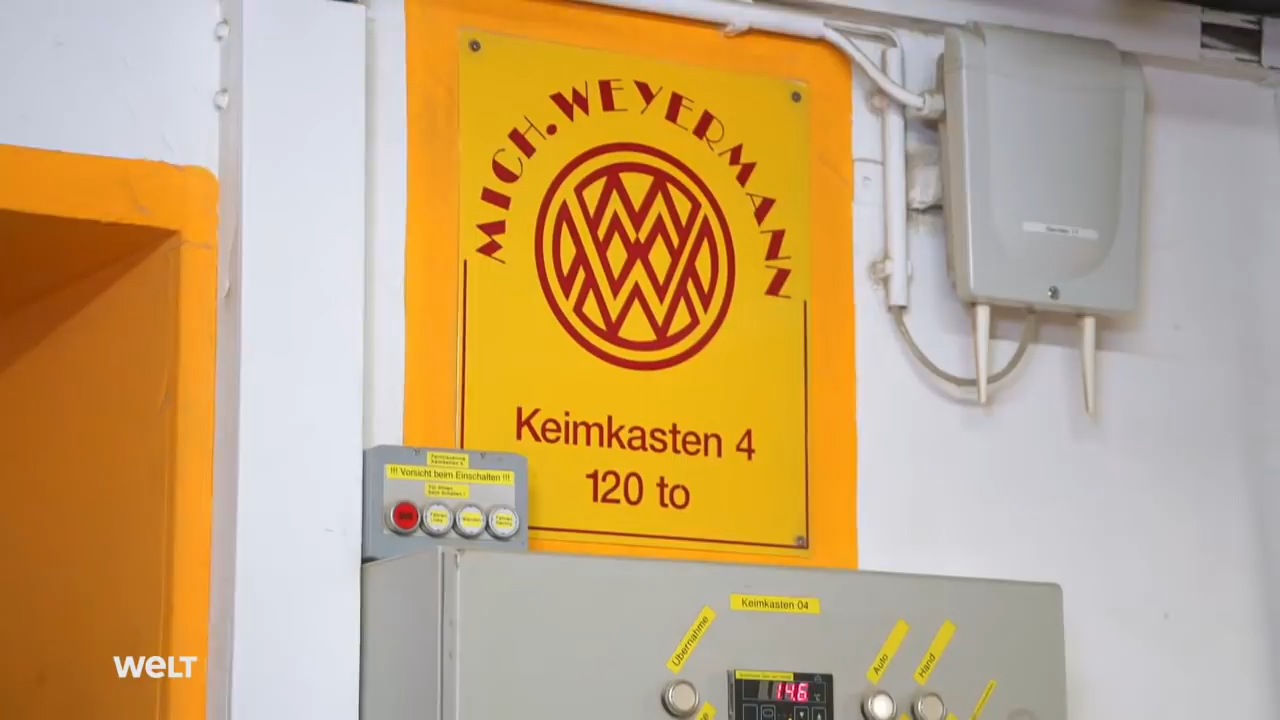 MICH. WEYERMANN
Keimkasten 4
120 to
!!! Vorsicht beim Einschalten !!!
Keimkasten 04
Übernahme
Auto
Hand
14.6
WELT